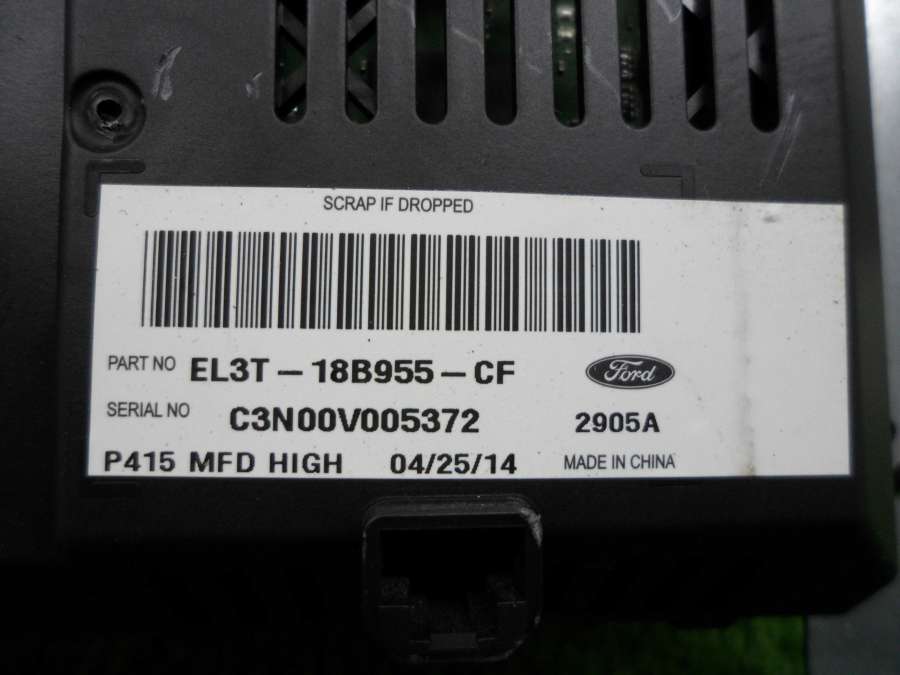 SCRAP IF DROPPED
PART NO EL3T-18B955-CF Ford
SERIAL NO C3N00V005372 2905A
P415 MFD HIGH 04/25/14 MADE IN CHINA